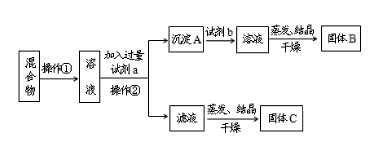 混合物
操作①
溶液
加入过量
试剂a
操作②
沉淀A
试剂b
溶液
蒸发、结晶
干燥
固体B
滤液
蒸发、结晶
干燥
固体C